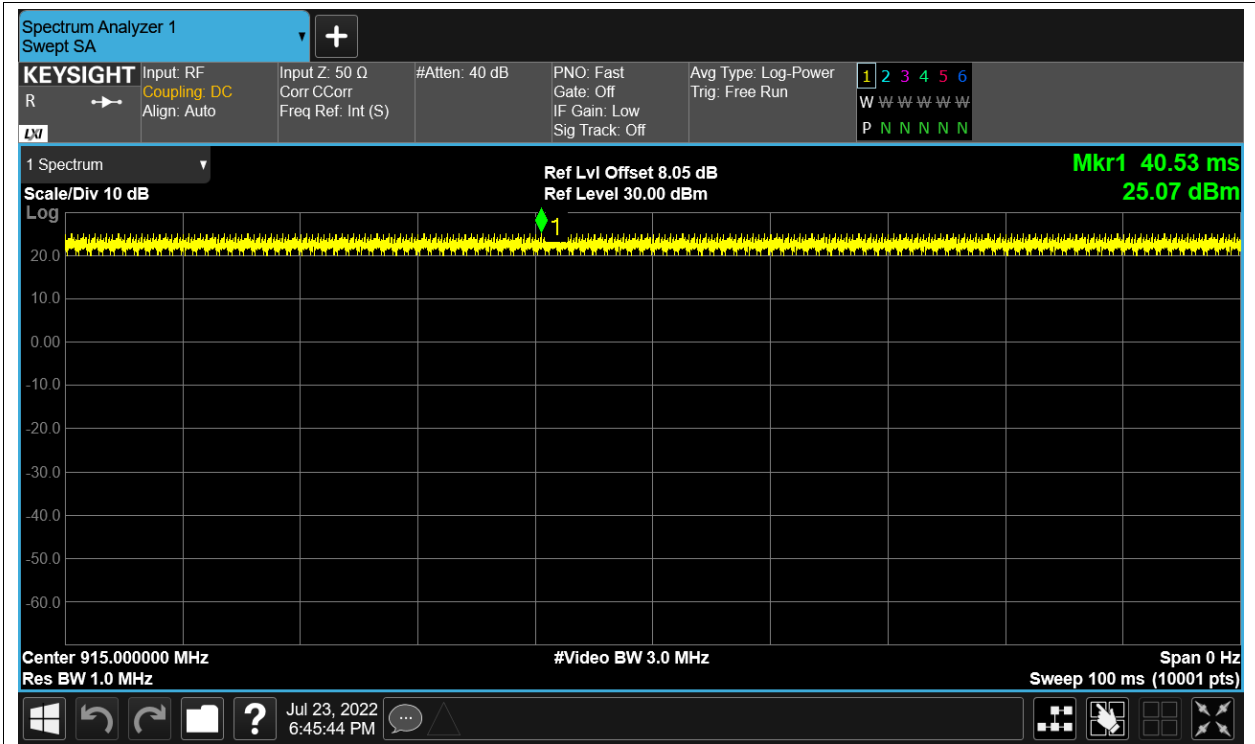 Spectrum Analyzer 1
Swept SA
KEYSIGHT
R
LXI
Input: RF
Coupling: DC
Align: Auto
Input Z: 50 Ω
Corr CCorr
Freq Ref: Int (S)
#Atten: 40 dB
PNO: Fast
Gate: Off
IF Gain: Low
Sig Track: Off
Avg Type: Log-Power
Trig: Free Run
1 2 3 4 5 6
W W W W W W
P N N N N N
1 Spectrum
Scale/Div 10 dB
Log
Ref Lvl Offset 8.05 dB
Ref Level 30.00 dBm
Mkr1 40.53 ms
25.07 dBm
1
20.0
10.0
0.00
-10.0
-20.0
-30.0
-40.0
-50.0
-60.0
Center 915.000000 MHz
Res BW 1.0 MHz
#Video BW 3.0 MHz
Span 0 Hz
Sweep 100 ms (10001 pts)
?
Jul 23, 2022
6:45:44 PM